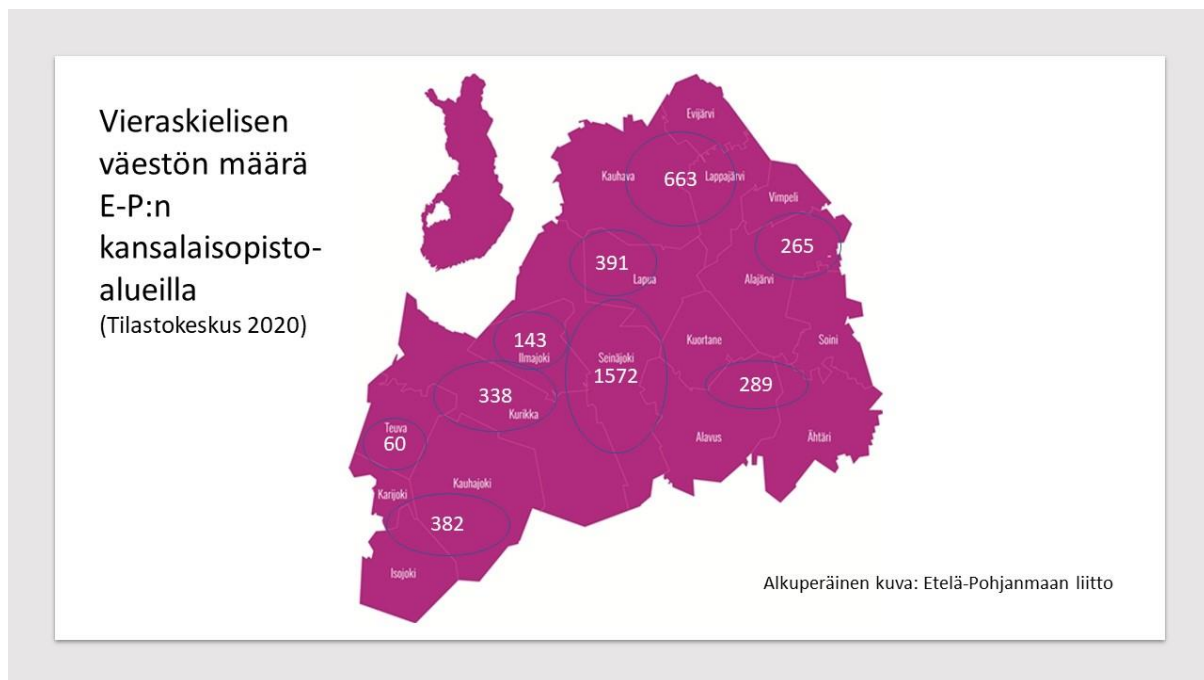 Vieraskielisen
väestön määrä
E-P:n
kansalaisopisto-
alueilla
(Tilastokeskus 2020)
Evijärvi
Kauhava
663
Lappajärvi
Vimpeli
265
391
Lapua
Alajärvi
143
Ilmajoki
Seinäjoki
1572
Kuortane
Soini
289
338
Kurikka
Teuva
60
Alavus
Ähtäri
Kauhajoki
Karijoki
382
Isojoki
Alkuperäinen kuva: Etelä-Pohjanmaan liitto